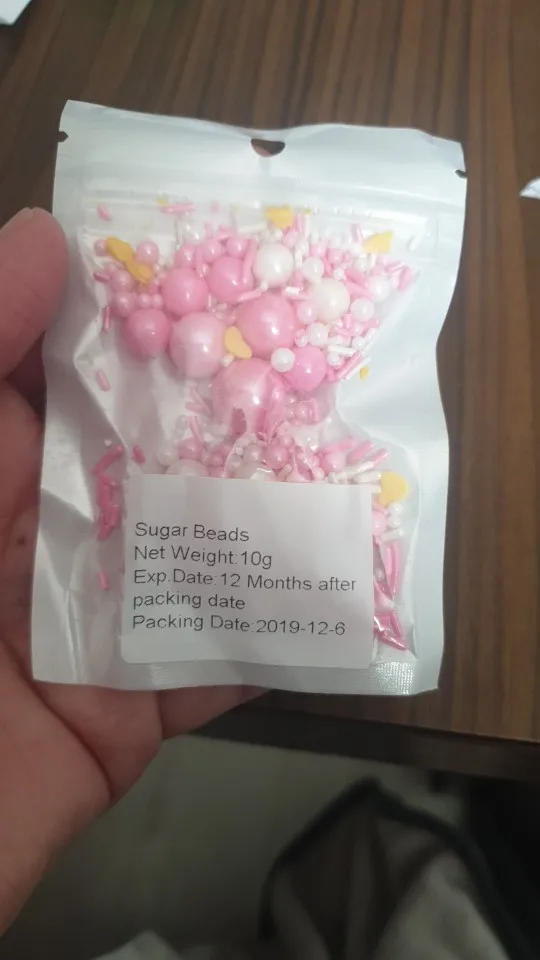 Sugar Beads
Net Weight:10g
Exp.Date:12 Months after
packing date
Packing Date:2019-12-6